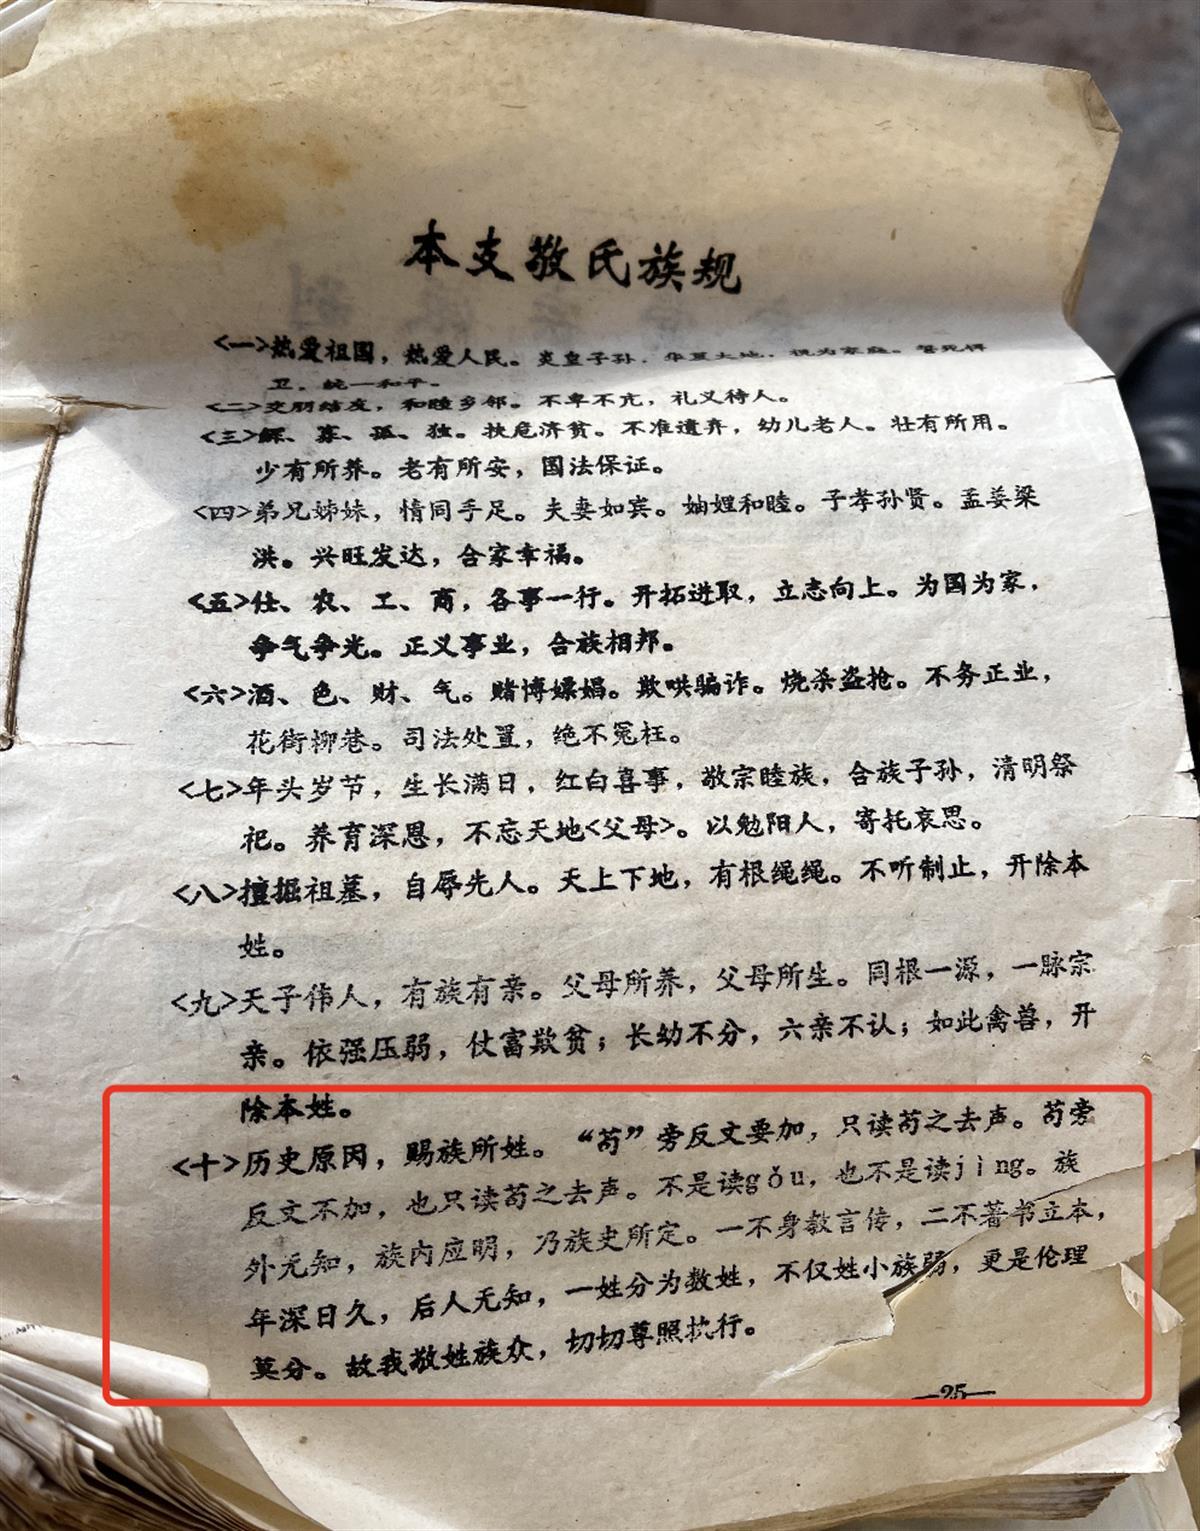 本支敬氏族规
<一>热爱祖国，热爱人民。炎皇子孙，华夏大地，视为家庭。誓死捍
卫，统一和平。
<二>交朋结友，和睦乡邻。不卑不亢，礼义待人。
<三>鳏、寡、孤、独。扶危济贫。不准遗弃，幼儿老人。壮有所用。
少有所养。老有所安，国法保证。
<四>弟兄姊妹，情同手足。夫妻如宾。妯娌和睦。子孝孙贤。孟姜梁
洪。兴旺发达，合家幸福。
<五>仕、农、工、商，各事一行。开拓进取，立志向上。为国为家，
争气争光。正义事业，合族相邦。
<六>酒、色、财、气。赌博嫖娼。欺哄骗诈。烧杀盗抢。不务正业，
花街柳巷。司法处置，绝不冤枉。
<七>年头岁节，生长满日，红白喜事，敬宗睦族，合族子孙，清明祭
祀。养育深恩，不忘天地<父母>。以勉阳人，寄托哀思。
<八>擅掘祖墓，自辱先人。天上下地，有根绳绳。不听制止，开除本
姓。
<九>天子伟人，有族有亲。父母所养，父母所生。同根一源，一脉宗
亲。依强压弱，仗富欺贫；长幼不分，六亲不认；如此禽兽，开
除本姓。
<十>历史原因，赐族所姓。“苟”旁反文要加，只读苟之去声。苟旁
反文不加，也只读苟之去声。不是读gǒu，也不是读jìng。族
外无知，族内应明，乃族史所定。一不身教言传，二不著书立本，
年深日久，后人无知，一姓分为数姓，不仅姓小族弱，更是伦理
莫分。故我敬姓族众，切切尊照执行。
—25—